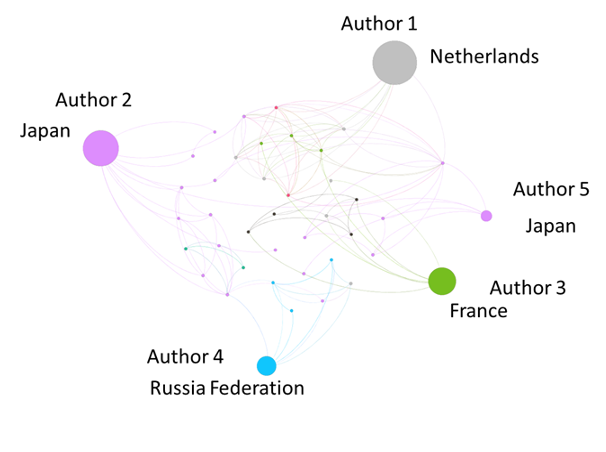 Author 1
Netherlands
Author 2
Japan
Author 5
Japan
Author 3
France
Author 4
Russia Federation